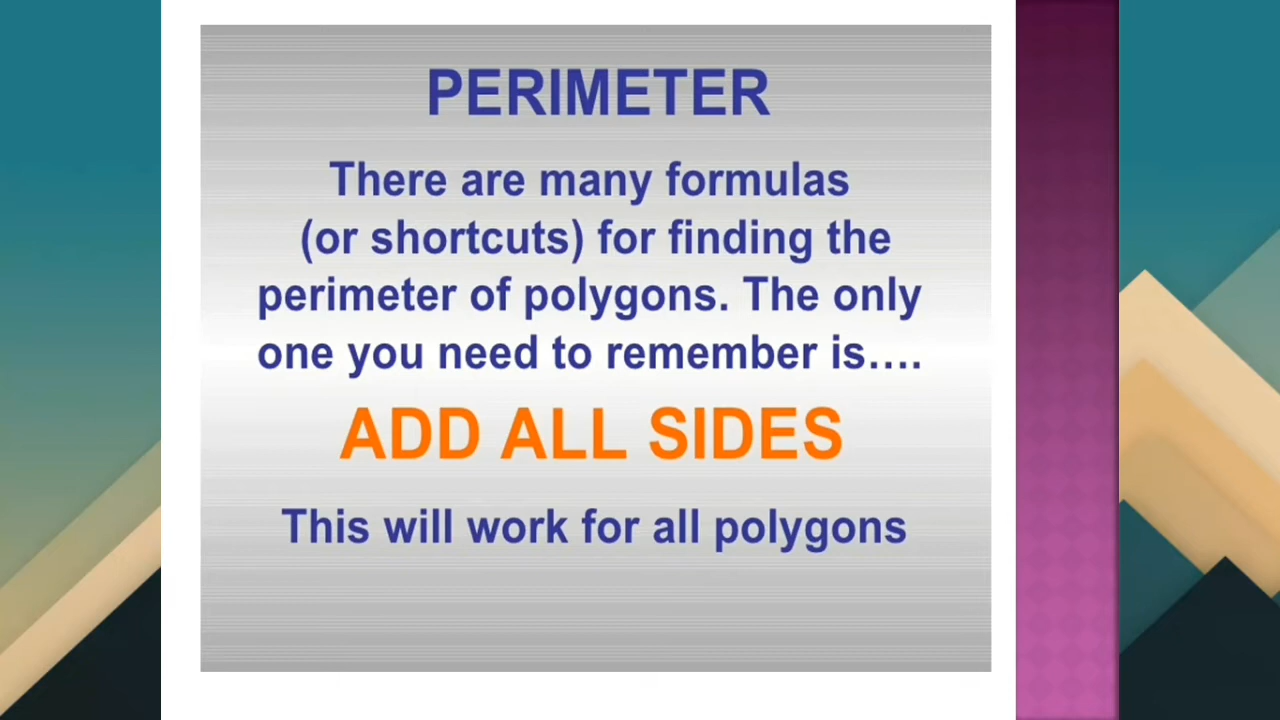 PERIMETER
There are many formulas
(or shortcuts) for finding the
perimeter of polygons. The only
one you need to remember is....
ADD ALL SIDES
This will work for all polygons